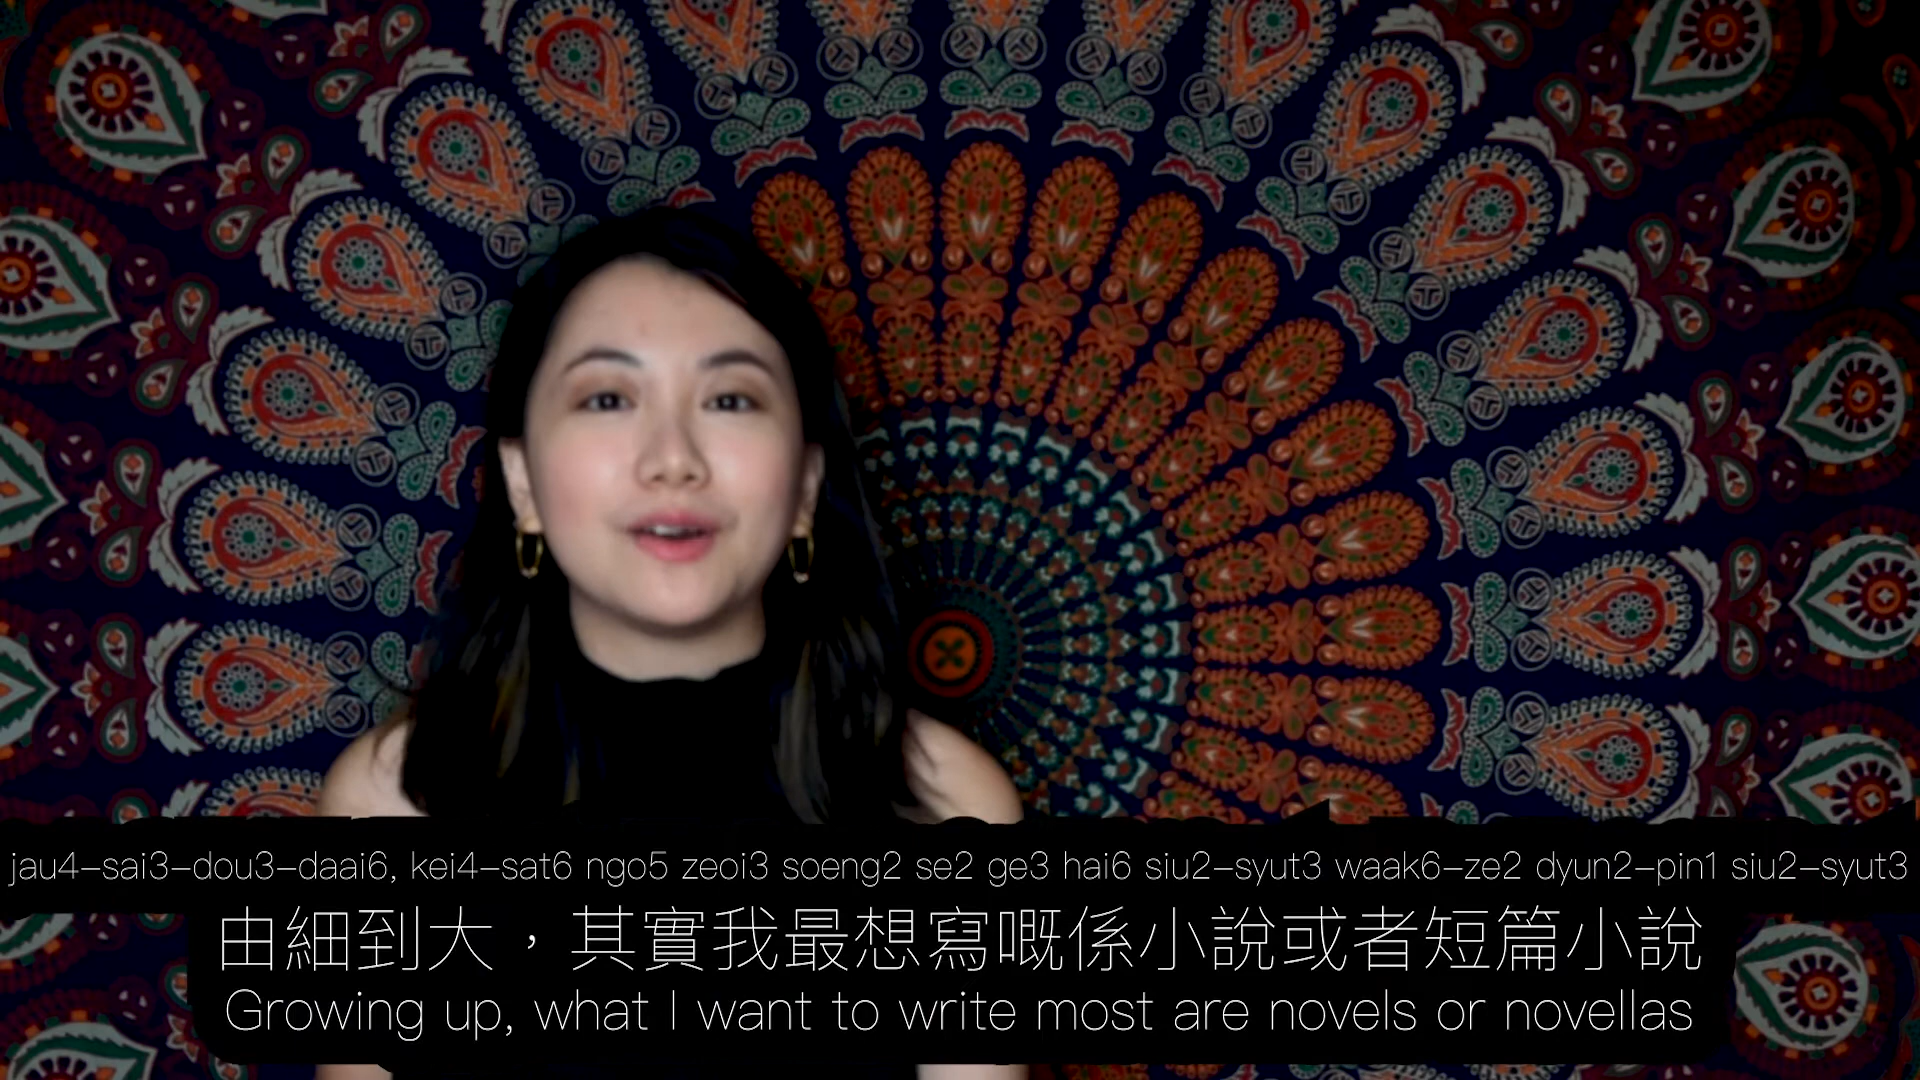 jau4-sai3-dou3-daai6, kei4-sat6 ngo5 zeoi3 soeng2 se2 ge3 hai6 siu2-syut3 waak6-ze2 dyun2-pin1 siu2-syut3
由細到大，其實我最想寫嘅係小說或者短篇小說
Growing up, what I want to write most are novels or novellas